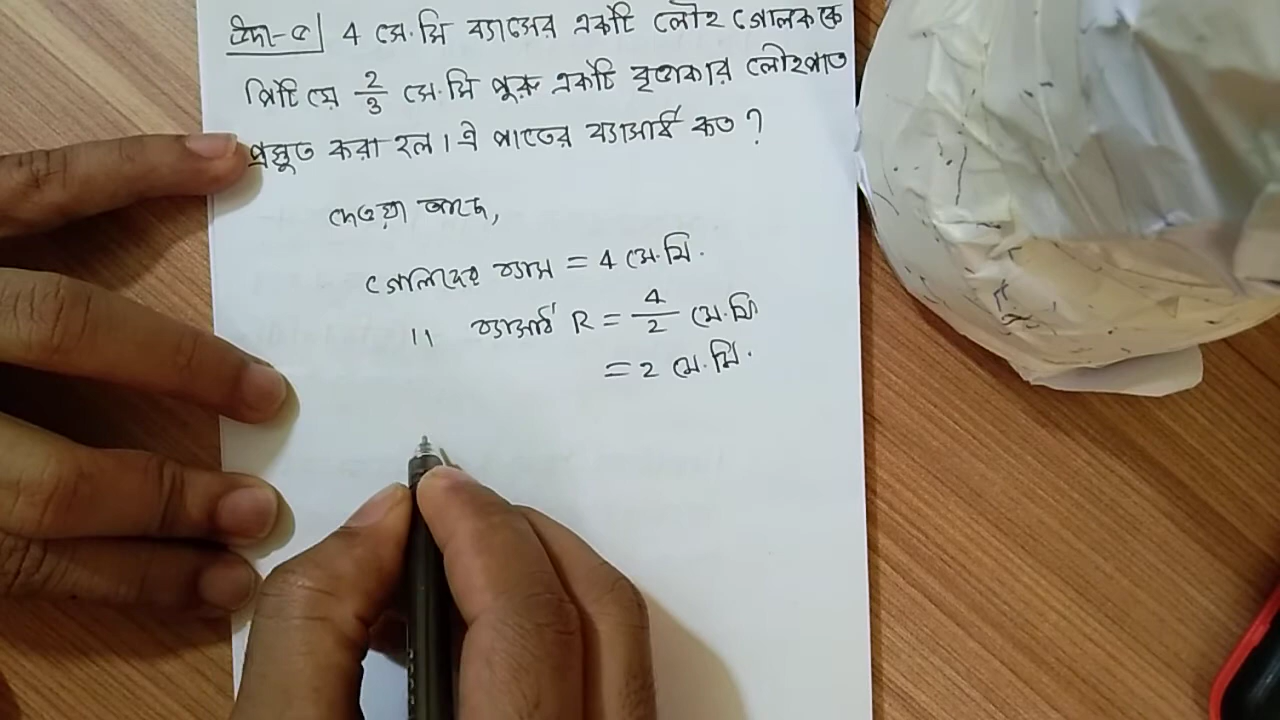 উদা-৫| 4 সে.মি ব্যাসের একটি লৌহ গোলককে
পিটিয়ে 2/3 সে.মি পুরু একটি বৃত্তাকার লৌহপাত
প্রস্তুত করা হল। ঐ পাতের ব্যাসার্ধ কত ?
দেওয়া আছে,
গোলকের ব্যাস = 4 সে.মি.
,, ব্যাসার্ধ R = 4/2 সে.মি
= 2 সে.মি.